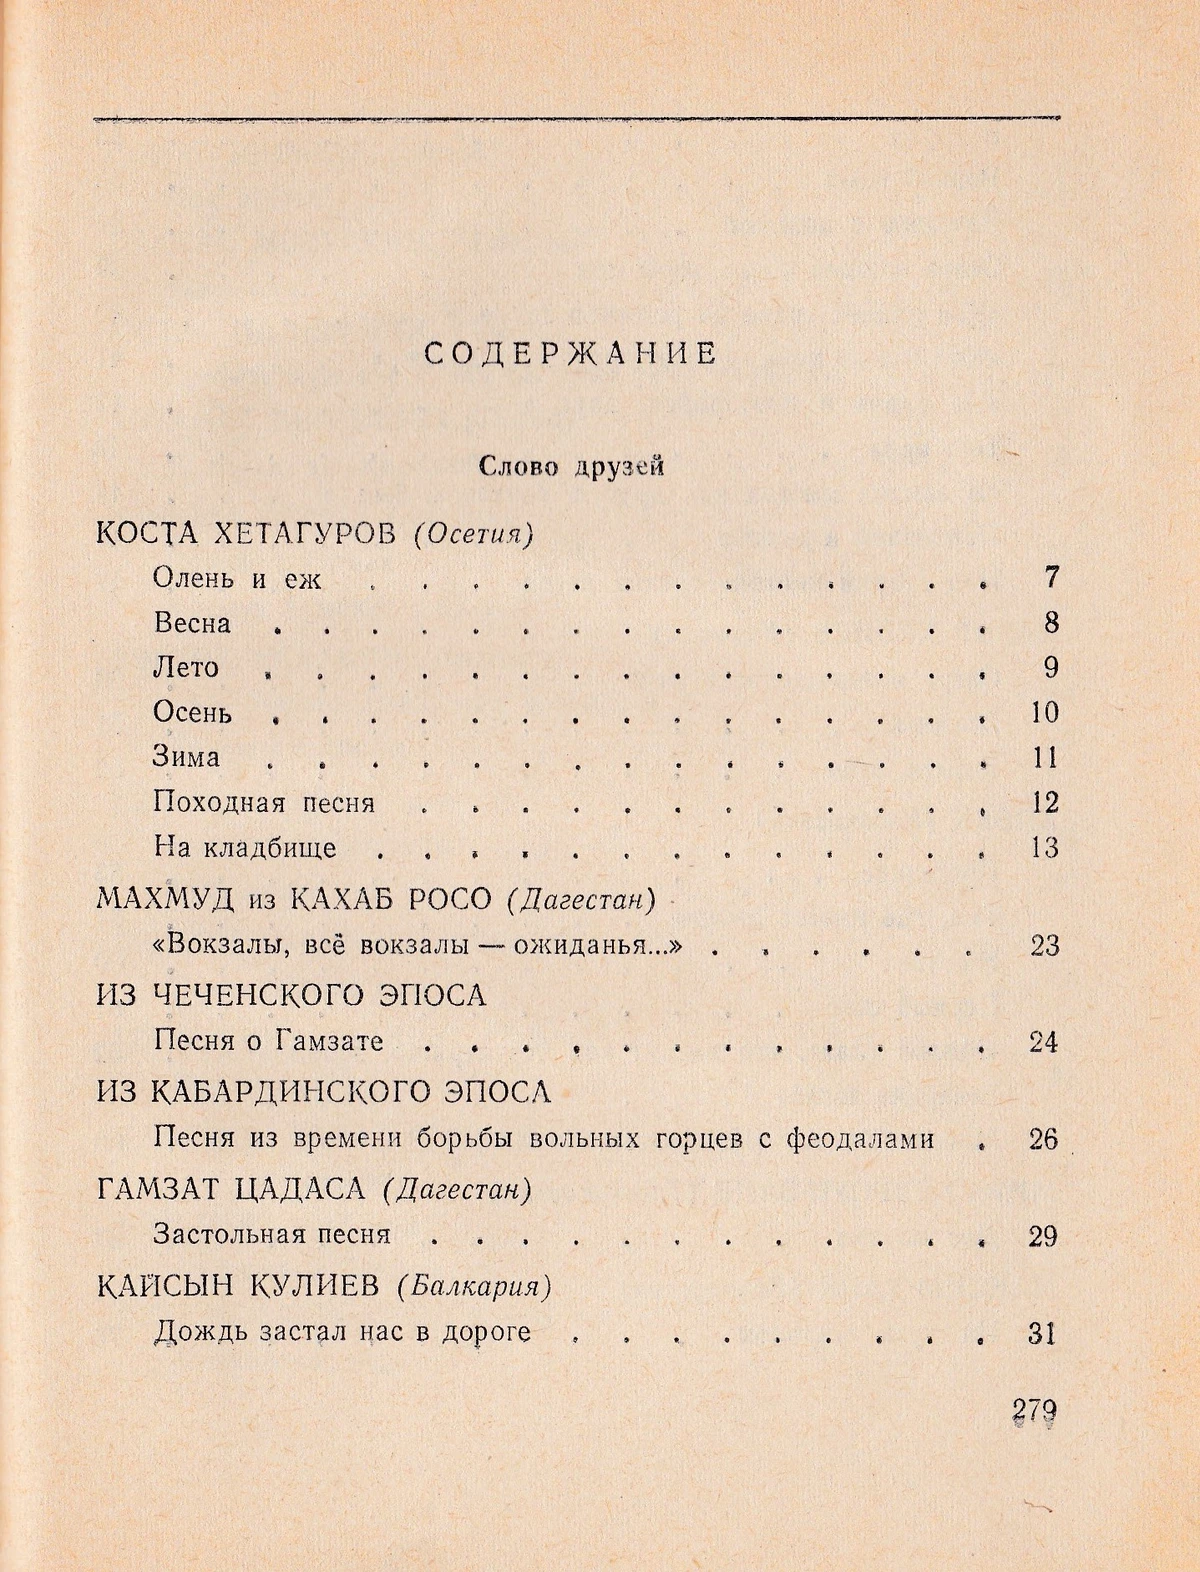 СОДЕРЖАНИЕ
Слово друзей
КОСТА ХЕТАГУРОВ (Осетия)
Олень и еж . . . . . . . . . . . . . 7
Весна . . . . . . . . . . . . . . . 8
Лето . . . . . . . . . . . . . . . 9
Осень . . . . . . . . . . . . . . . 10
Зима . . . . . . . . . . . . . . . 11
Походная песня . . . . . . . . . . . . 12
На кладбище . . . . . . . . . . . . . 13
МАХМУД из КАХАБ РОСО (Дагестан)
«Вокзалы, всё вокзалы — ожиданья...» . . . . . . 23
ИЗ ЧЕЧЕНСКОГО ЭПОСА
Песня о Гамзате . . . . . . . . . . . . 24
ИЗ КАБАРДИНСКОГО ЭПОСА
Песня из времени борьбы вольных горцев с феодалами . 26
ГАМЗАТ ЦАДАСА (Дагестан)
Застольная песня . . . . . . . . . . . . 29
КАЙСЫН КУЛИЕВ (Балкария)
Дождь застал нас в дороге . . . . . . . . . 31
279